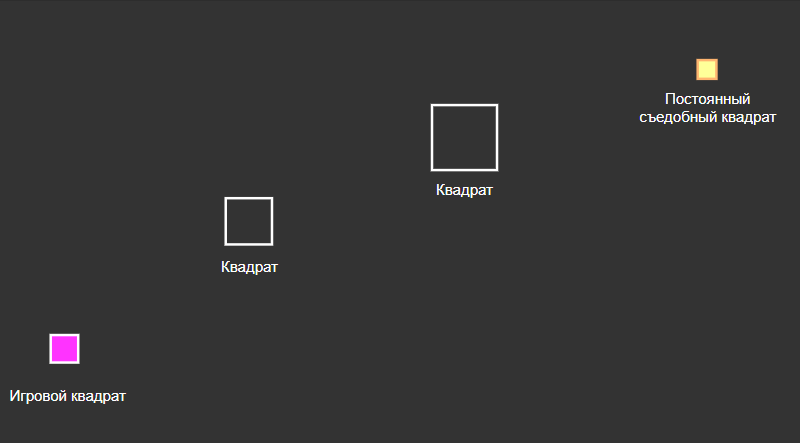 Постоянный
съедобный квадрат
Квадрат
Квадрат
Игровой квадрат